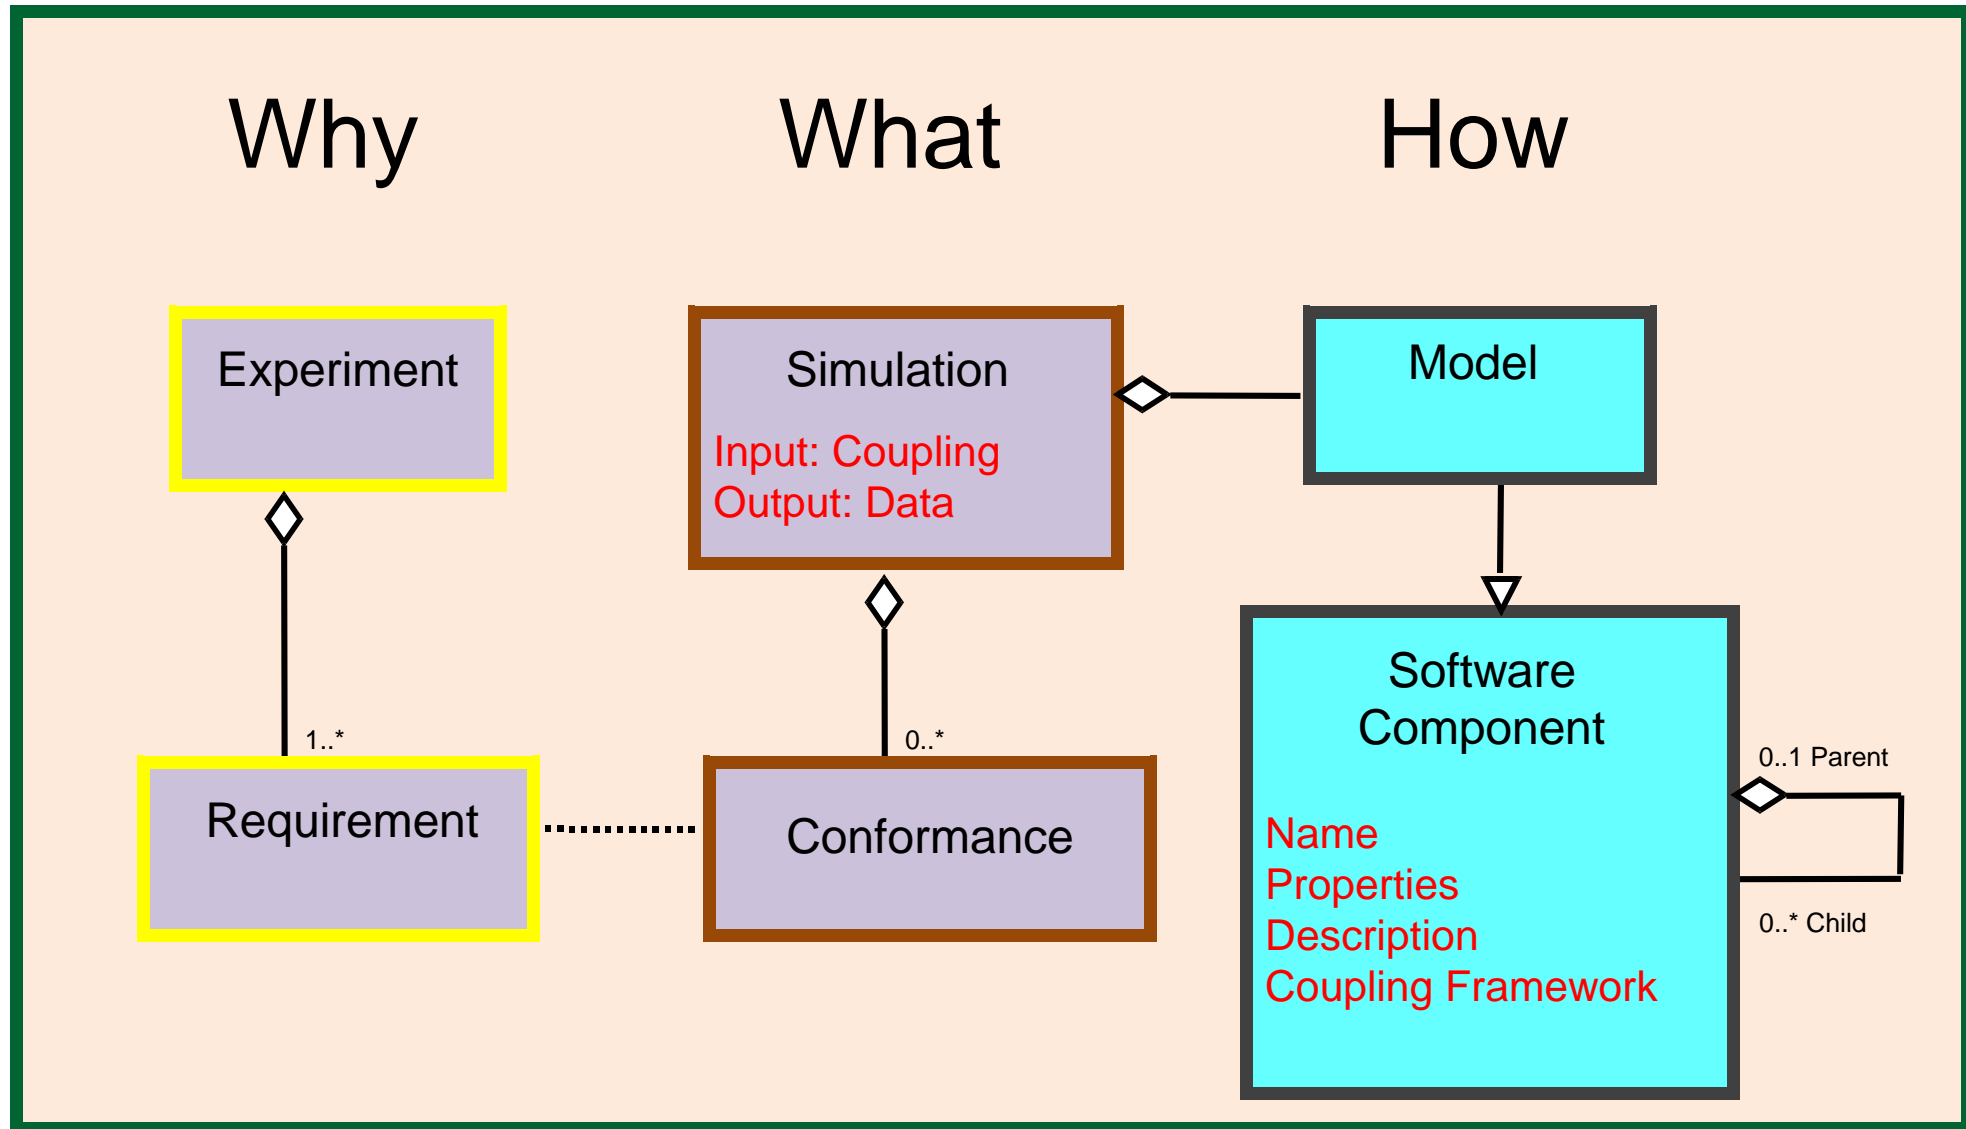 Why
What
How
Experiment
Simulation
Input: Coupling
Output: Data
Model
1..*
Requirement
0..*
Conformance
Software
Component
Name
Properties
Description
Coupling Framework
0..1 Parent
0..* Child